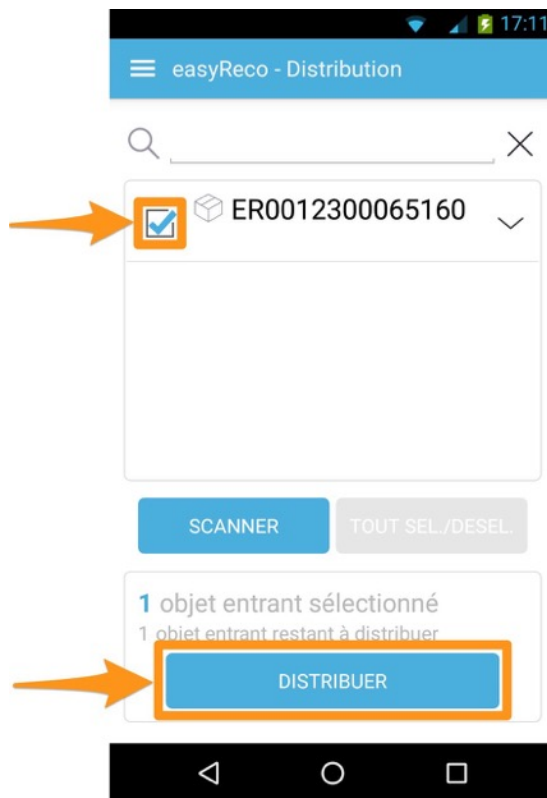 17:11
easyReco - Distribution
ER0012300065160
SCANNER
TOUT SEL./DESEL.
1 objet entrant sélectionné
1 objet entrant restant à distribuer
DISTRIBUER